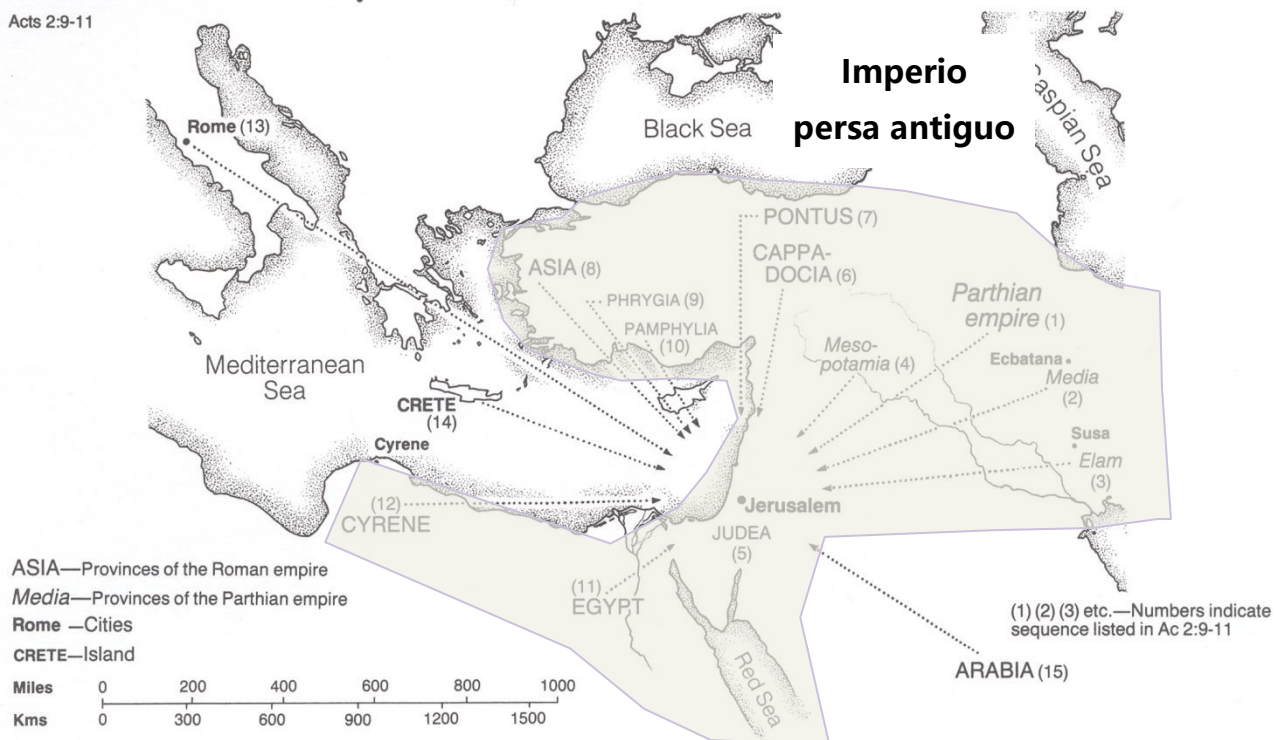 Acts 2:9-11
Imperio
persa antiguo
Caspian Sea
Black Sea
Rome (13)
PONTUS (7)
CAPPA-
DOCIA (6)
ASIA (8)
PHRYGIA (9)
PAMPHYLIA
(10)
Parthian
empire (1)
Meso-
potamia (4)
Ecbatana
Media
(2)
Mediterranean
Sea
CRETE
(14)
Cyrene
Susa
Elam
(3)
(12)
CYRENE
Jerusalem
JUDEA
(5)
(11)
EGYPT
Red Sea
ARABIA (15)
ASIA—Provinces of the Roman empire
Media—Provinces of the Parthian empire
Rome —Cities
CRETE—Island
Miles 0 200 400 600 800 1000
Kms 0 300 600 900 1200 1500
(1) (2) (3) etc.—Numbers indicate
sequence listed in Ac 2:9-11